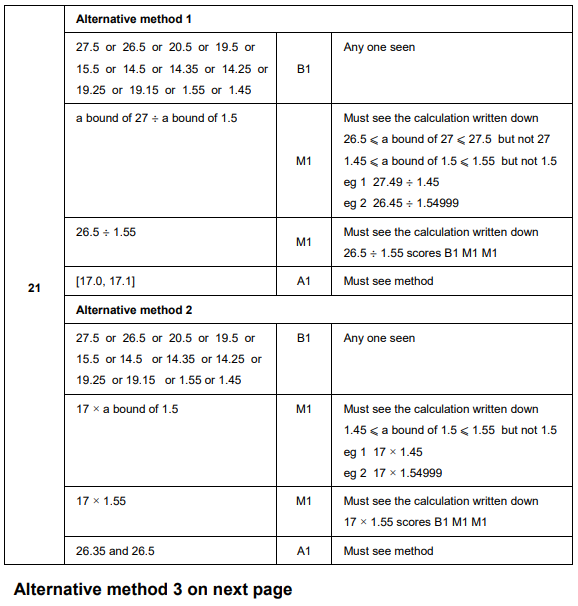 Alternative method 1
27.5 or 26.5 or 20.5 or 19.5 or
15.5 or 14.5 or 14.35 or 14.25 or
19.25 or 19.15 or 1.55 or 1.45
B1
Any one seen
a bound of 27 ÷ a bound of 1.5
M1
Must see the calculation written down
26.5 ⩽ a bound of 27 ⩽ 27.5 but not 27
1.45 ⩽ a bound of 1.5 ⩽ 1.55 but not 1.5
eg 1 27.49 ÷ 1.45
eg 2 26.45 ÷ 1.54999
26.5 ÷ 1.55
M1
Must see the calculation written down
26.5 ÷ 1.55 scores B1 M1 M1
21
[17.0, 17.1]
A1
Must see method
Alternative method 2
27.5 or 26.5 or 20.5 or 19.5 or
15.5 or 14.5 or 14.35 or 14.25 or
19.25 or 19.15 or 1.55 or 1.45
B1
Any one seen
17 × a bound of 1.5
M1
Must see the calculation written down
1.45 ⩽ a bound of 1.5 ⩽ 1.55 but not 1.5
eg 1 17 × 1.45
eg 2 17 × 1.54999
17 × 1.55
M1
Must see the calculation written down
17 × 1.55 scores B1 M1 M1
26.35 and 26.5
A1
Must see method
Alternative method 3 on next page